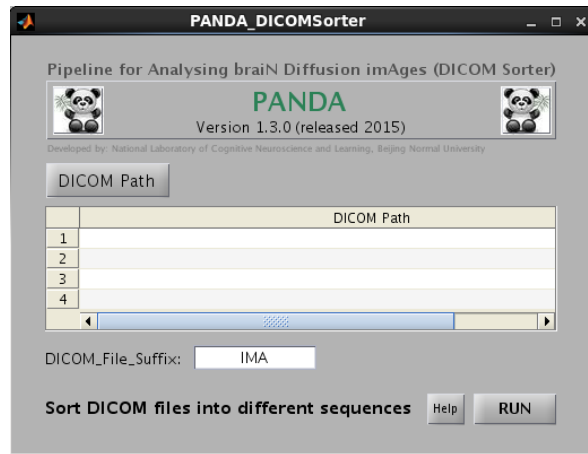 PANDA_DICOMSorter
Pipeline for Analysing braiN Diffusion imAges (DICOM Sorter)
PANDA
Version 1.3.0 (released 2015)
Developed by: National Laboratory of Cognitive Neuroscience and Learning, Beijing Normal University
DICOM Path
DICOM Path
1
2
3
4
DICOM_File_Suffix: IMA
Sort DICOM files into different sequences Help RUN